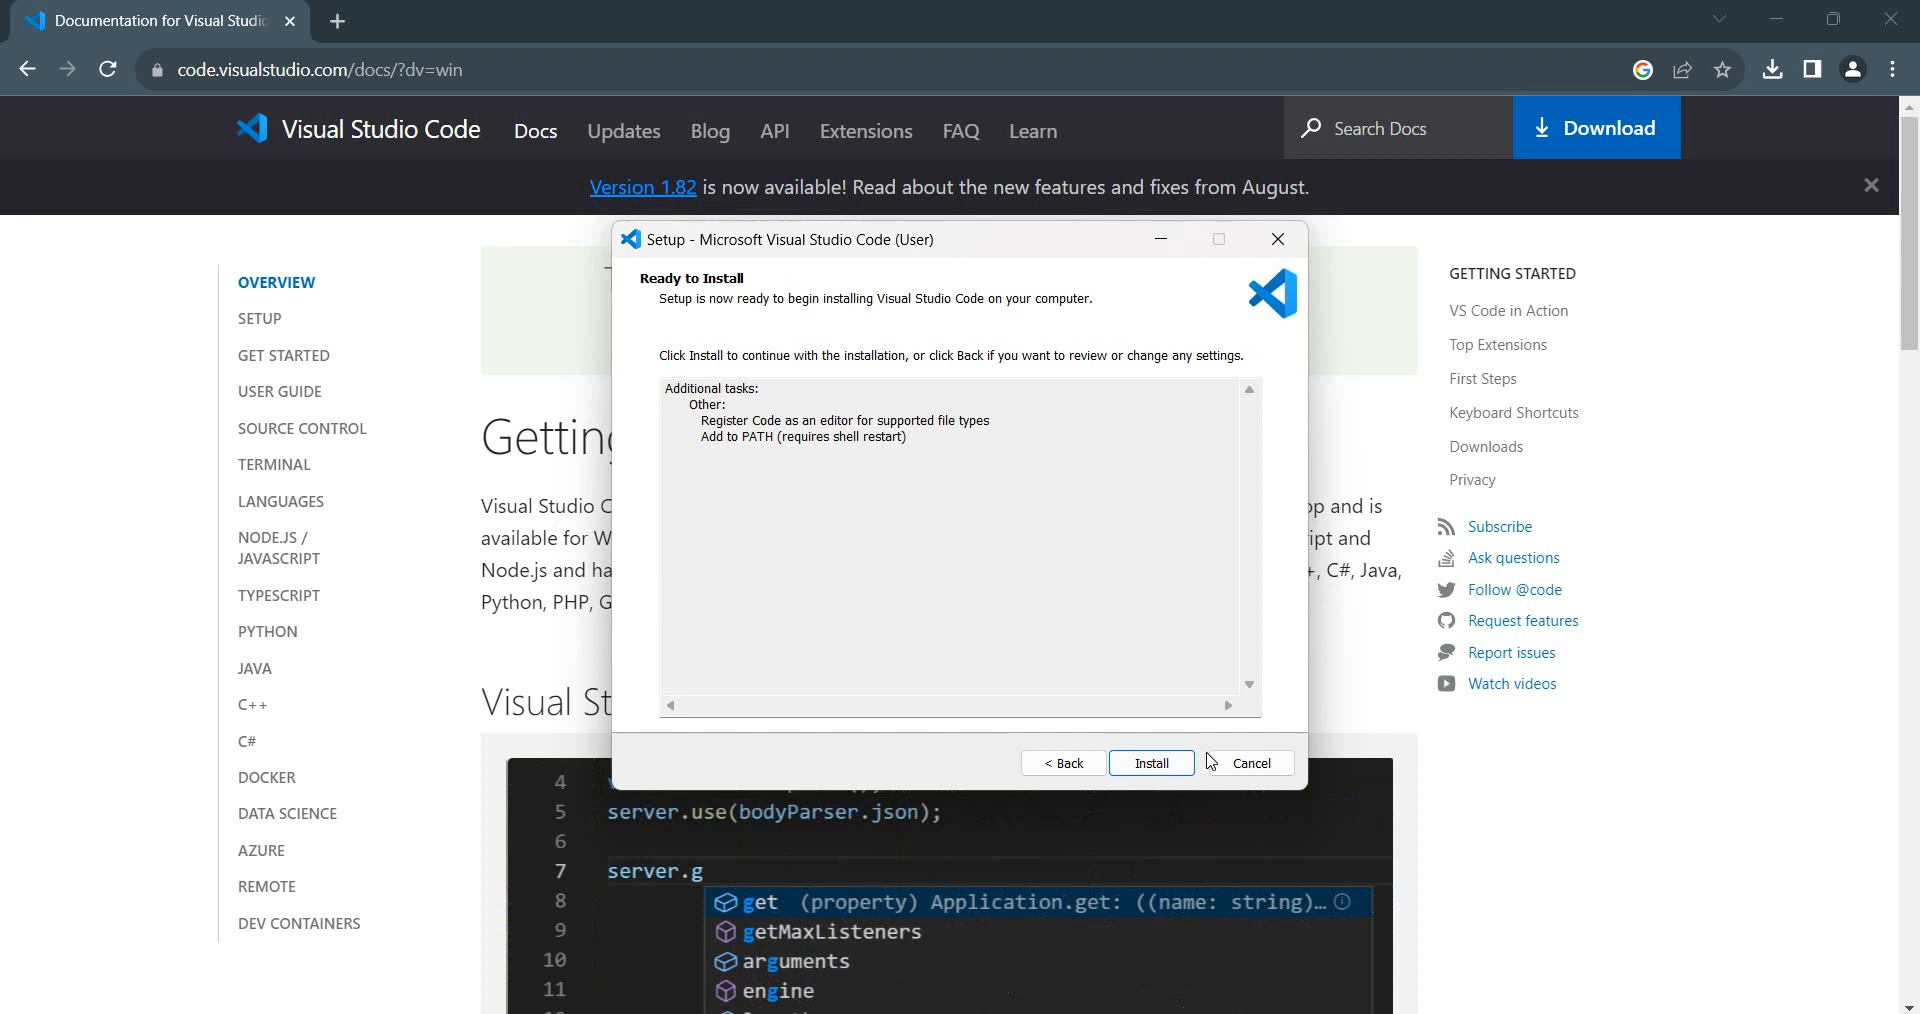 Documentation for Visual Studio
code.visualstudio.com/docs/?dv=win
Visual Studio Code
Docs
Updates
Blog
API
Extensions
FAQ
Learn
Search Docs
Download
Version 1.82 is now available! Read about the new features and fixes from August.
OVERVIEW
SETUP
GET STARTED
USER GUIDE
SOURCE CONTROL
TERMINAL
LANGUAGES
NODE.JS /
JAVASCRIPT
TYPESCRIPT
PYTHON
JAVA
C++
C#
DOCKER
DATA SCIENCE
AZURE
REMOTE
DEV CONTAINERS
Visual Studio
available for
Node.js and
Python, PHP,
Visual
Setup - Microsoft Visual Studio Code (User)
Ready to Install
Setup is now ready to begin installing Visual Studio Code on your computer.
Click Install to continue with the installation, or click Back if you want to review or change any settings.
Additional tasks:
Other:
Register Code as an editor for supported file types
Add to PATH (requires shell restart)
< Back
Install
Cancel
and is
and
C#, Java,
4
5 server.use(bodyParser.json);
6
7 server.g
8 get (property) Application.get: ((name: string)...
9 getMaxListeners
10 arguments
11 engine
GETTING STARTED
VS Code in Action
Top Extensions
First Steps
Keyboard Shortcuts
Downloads
Privacy
Subscribe
Ask questions
Follow @code
Request features
Report issues
Watch videos